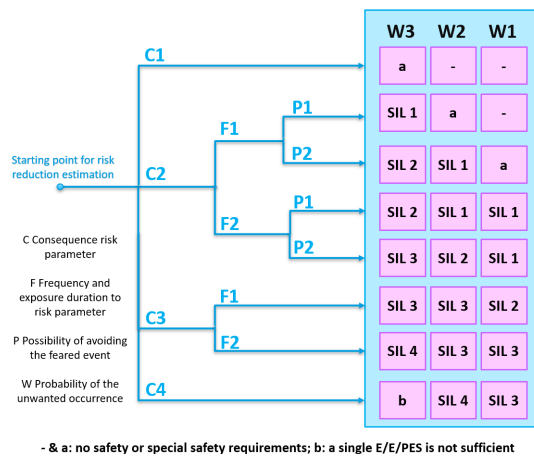 W3 W2 W1
C1
a - -
P1
F1
SIL 1 a -
Starting point for risk
reduction estimation
C2
P2
SIL 2 SIL 1 a
P1
SIL 2 SIL 1 SIL 1
F2
C Consequence risk
parameter
P2
SIL 3 SIL 2 SIL 1
F Frequency and
exposure duration to
risk parameter
C3
F1
SIL 3 SIL 3 SIL 2
P Possibility of avoiding
the feared event
F2
SIL 4 SIL 3 SIL 3
W Probability of the
unwanted occurrence
C4
b SIL 4 SIL 3
- & a: no safety or special safety requirements; b: a single E/E/PES is not sufficient